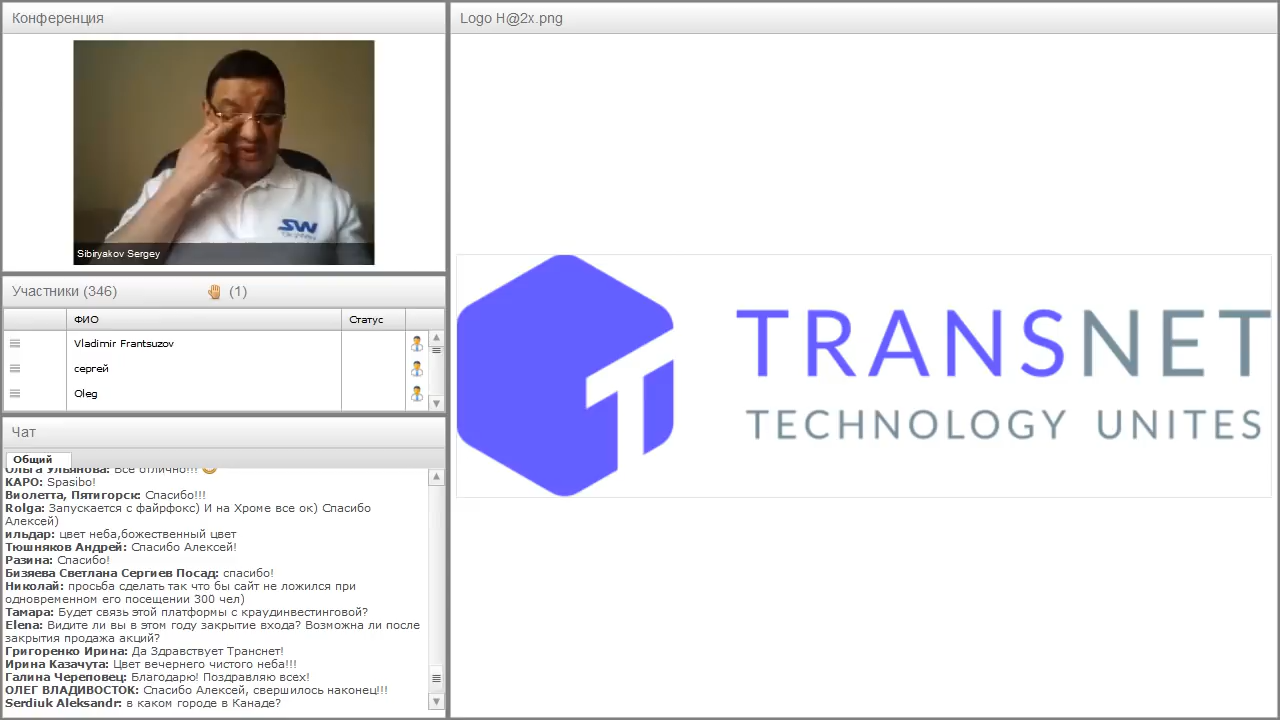 Конференция
Sibiryakov Sergey
SW
Участники (346)
(1)
ФИО
Статус
Vladimir Frantsuzov
сергей
Oleg
Чат
Общий
Ольга Ульянова: Все отлично!!!
КАРО: Spasibo!
Виолетта, Пятигорск: Спасибо!!!
Rolga: Запускается с файрфокс) И на Хроме все ок) Спасибо
Алексей)
ильдар: цвет неба,божественный цвет
Тюшняков Андрей: Спасибо Алексей!
Разина: Спасибо!
Бизяева Светлана Сергиев Посад: спасибо!
Николай: просьба сделать так что бы сайт не ложился при
одновременном его посещении 300 чел)
Тамара: Будет связь этой платформы с краудинвестинговой?
Elena: Видите ли вы в этом году закрытие входа? Возможна ли после
закрытия продажа акций?
Григоренко Ирина: Да Здравствует Транснет!
Ирина Казачута: Цвет вечернего чистого неба!!!
Галина Череповец: Благодарю! Поздравляю всех!
ОЛЕГ ВЛАДИВОСТОК: Спасибо Алексей, свершилось наконец!!!
Serdiuk Aleksandr: в каком городе в Канаде?
Logo H@2x.png
TRANSNET
TECHNOLOGY UNITES